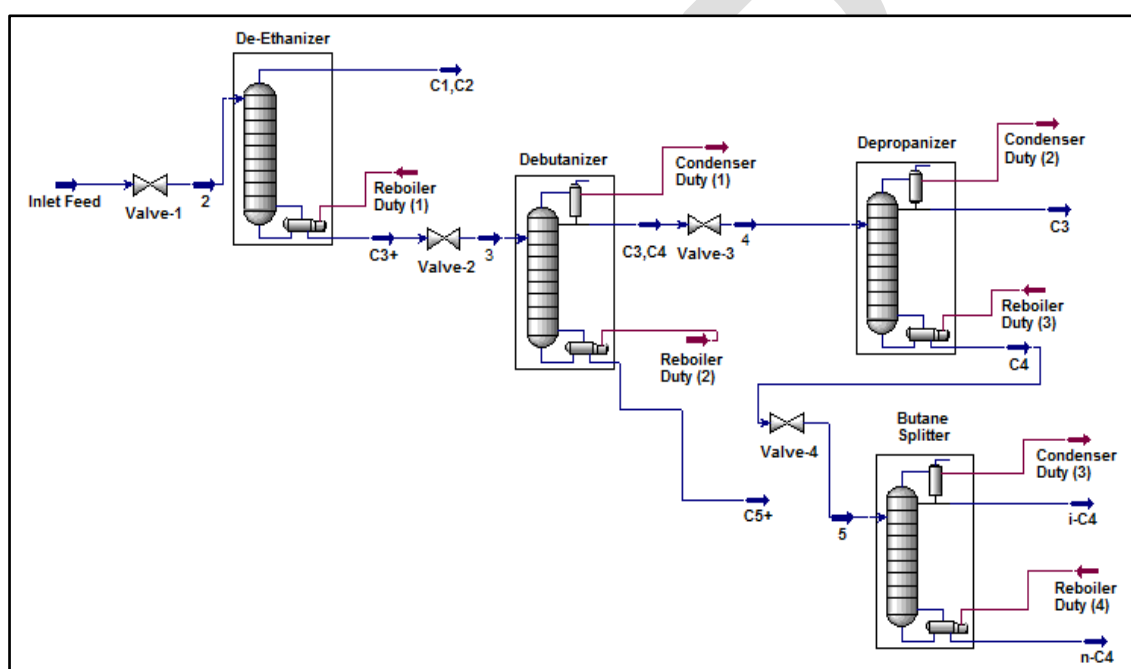 De-Ethanizer
C1,C2
Inlet Feed
Valve-1
2
Reboiler
Duty (1)
C3+
Valve-2
3
Debutanizer
Condenser
Duty (1)
C3,C4
Valve-3
4
Reboiler
Duty (2)
C5+
Depropanizer
Condenser
Duty (2)
C3
Reboiler
Duty (3)
C4
Valve-4
5
Butane
Splitter
Condenser
Duty (3)
i-C4
Reboiler
Duty (4)
n-C4